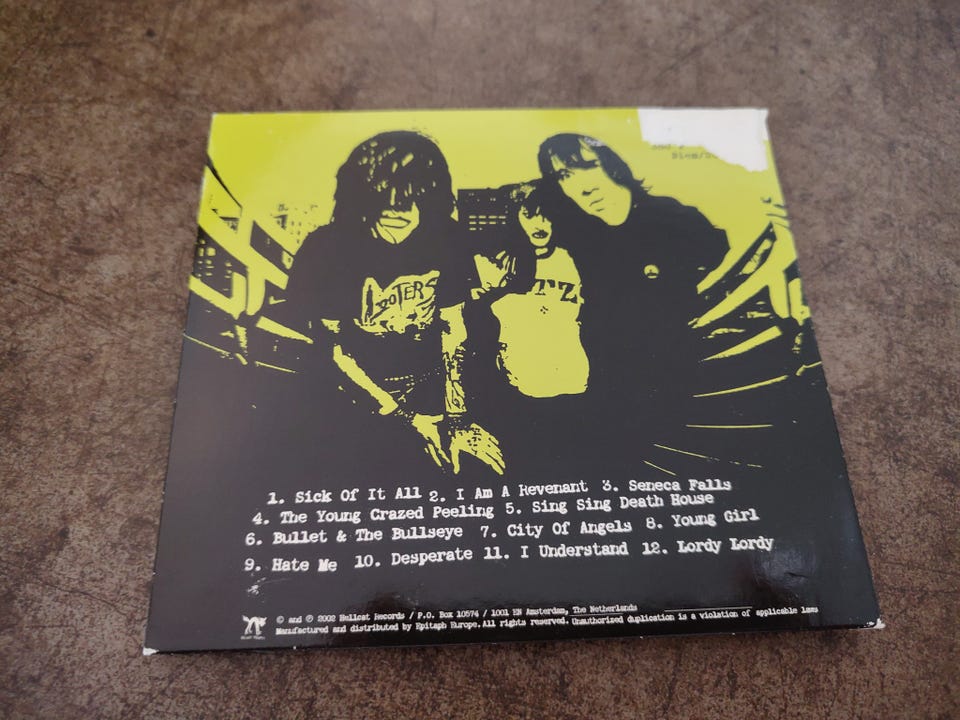 1. Sick Of It All 2. I Am A Revenant 3. Seneca Falls
4. The Young Crazed Peeling 5. Sing Sing Death House
6. Bullet & The Bullseye 7. City Of Angels 8. Young Girl
9. Hate Me 10. Desperate 11. I Understand 12. Lordy Lordy
© and ℗ 2002 Hellcat Records / P.O. Box 10574 / 1001 EN Amsterdam, The Netherlands
Manufactured and distributed by Epitaph Europe. All rights reserved. Unauthorized duplication is a violation of applicable laws